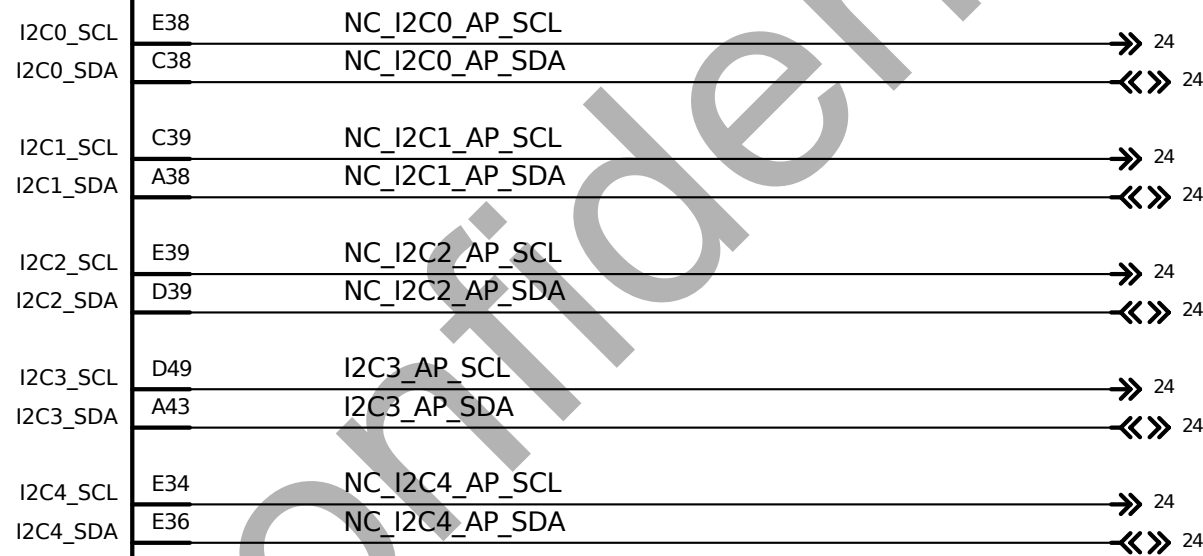 I2C0_SCL E38 NC_I2C0_AP_SCL 24
I2C0_SDA C38 NC_I2C0_AP_SDA 24
I2C1_SCL C39 NC_I2C1_AP_SCL 24
I2C1_SDA A38 NC_I2C1_AP_SDA 24
I2C2_SCL E39 NC_I2C2_AP_SCL 24
I2C2_SDA D39 NC_I2C2_AP_SDA 24
I2C3_SCL D49 I2C3_AP_SCL 24
I2C3_SDA A43 I2C3_AP_SDA 24
I2C4_SCL E34 NC_I2C4_AP_SCL 24
I2C4_SDA E36 NC_I2C4_AP_SDA 24
onfiden